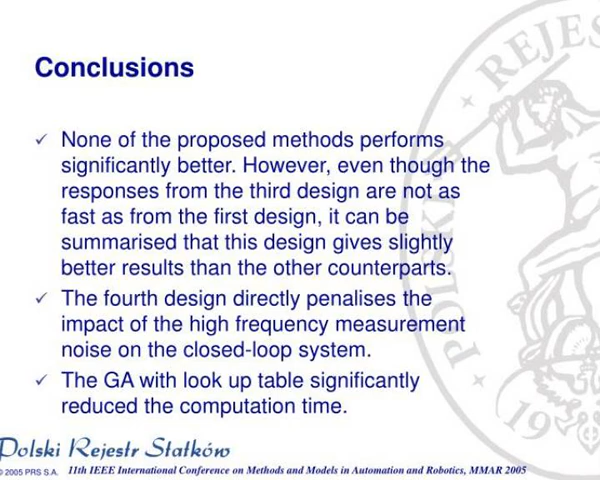 Conclusions
✓ None of the proposed methods performs
significantly better. However, even though the
responses from the third design are not as
fast as from the first design, it can be
summarised that this design gives slightly
better results than the other counterparts.
✓ The fourth design directly penalises the
impact of the high frequency measurement
noise on the closed-loop system.
✓ The GA with look up table significantly
reduced the computation time.
POLSKI REJES
19
Polski Rejestr Statków
© 2005 PRS S.A. 11th IEEE International Conference on Methods and Models in Automation and Robotics, MMAR 2005